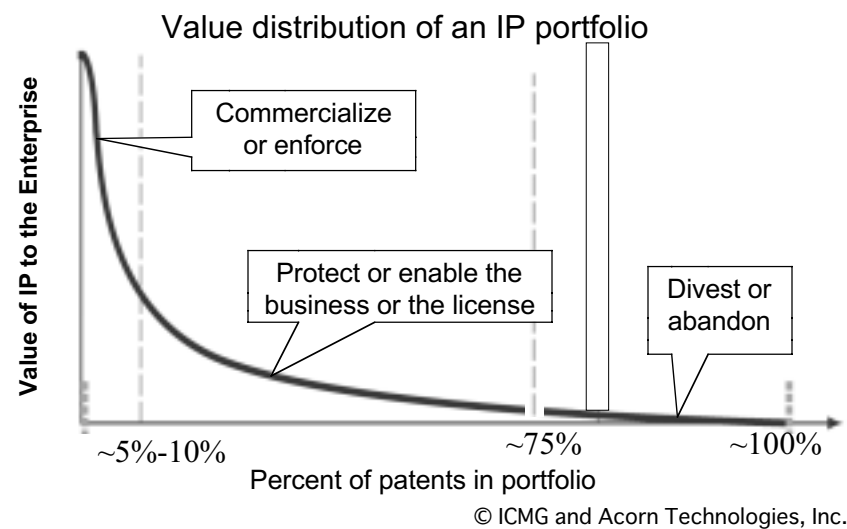 Value distribution of an IP portfolio
Value of IP to the Enterprise
Commercialize
or enforce
Protect or enable the
business or the license
Divest or
abandon
~5%-10%
~75%
~100%
Percent of patents in portfolio
© ICMG and Acorn Technologies, Inc.